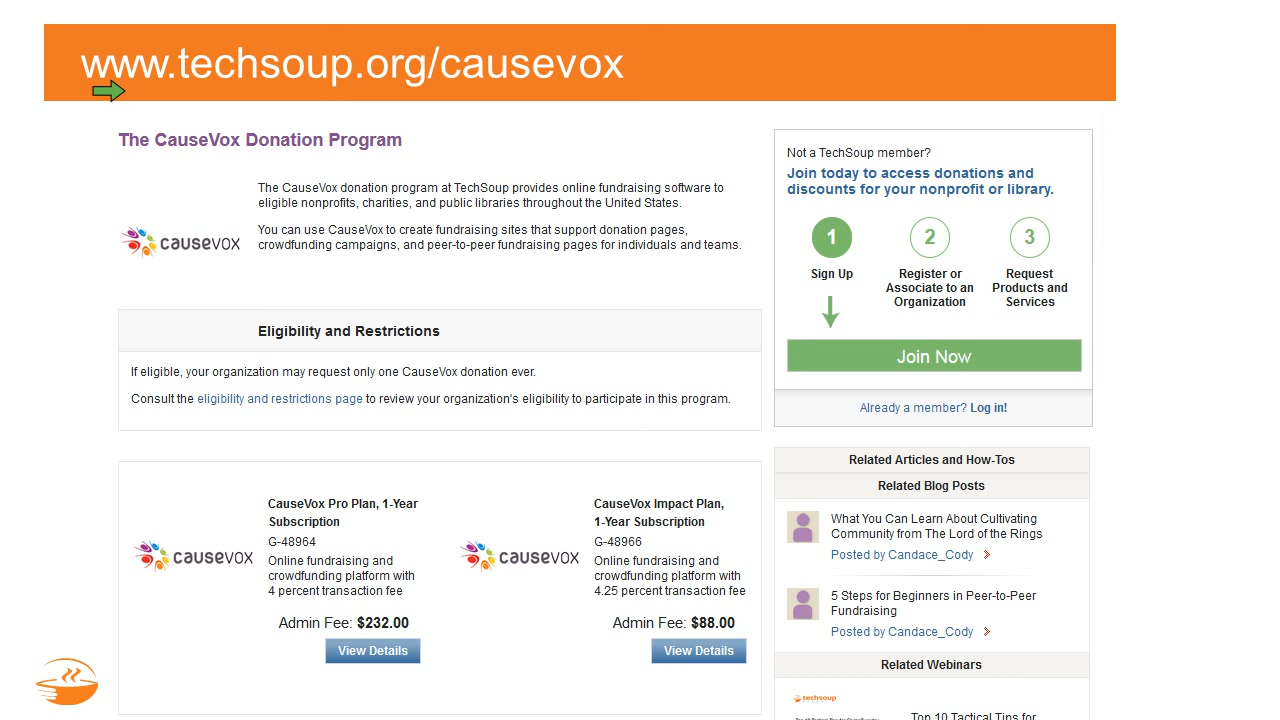 www.techsoup.org/causevox
The CauseVox Donation Program
The CauseVox donation program at TechSoup provides online fundraising software to
eligible nonprofits, charities, and public libraries throughout the United States.
You can use CauseVox to create fundraising sites that support donation pages,
crowdfunding campaigns, and peer-to-peer fundraising pages for individuals and teams.
causevox
Eligibility and Restrictions
If eligible, your organization may request only one CauseVox donation ever.
Consult the eligibility and restrictions page to review your organization's eligibility to participate in this program.
CauseVox Pro Plan, 1-Year
Subscription
G-48964
causevox
Online fundraising and
crowdfunding platform with
4 percent transaction fee
Admin Fee: $232.00
View Details
CauseVox Impact Plan,
1-Year Subscription
G-48966
causevox
Online fundraising and
crowdfunding platform with
4.25 percent transaction fee
Admin Fee: $88.00
View Details
Not a TechSoup member?
Join today to access donations and
discounts for your nonprofit or library.
1
Sign Up
2
Register or
Associate to an
Organization
3
Request
Products and
Services
Join Now
Already a member? Log in!
Related Articles and How-Tos
Related Blog Posts
What You Can Learn About Cultivating
Community from The Lord of the Rings
Posted by Candace_Cody
5 Steps for Beginners in Peer-to-Peer
Fundraising
Posted by Candace_Cody
Related Webinars
techsoup
Top 10 Tactical Tips for